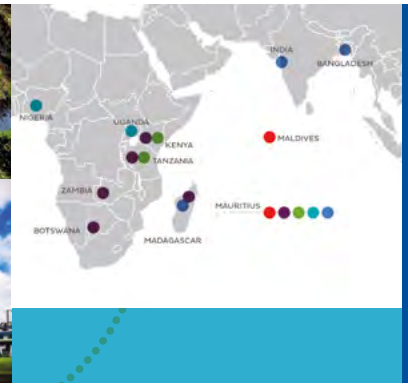 INDIA
BANGLADESH
NIGERIA
UGANDA
KENYA
MALDIVES
TANZANIA
ZAMBIA
MAURITIUS
BOTSWANA
MADAGASCAR